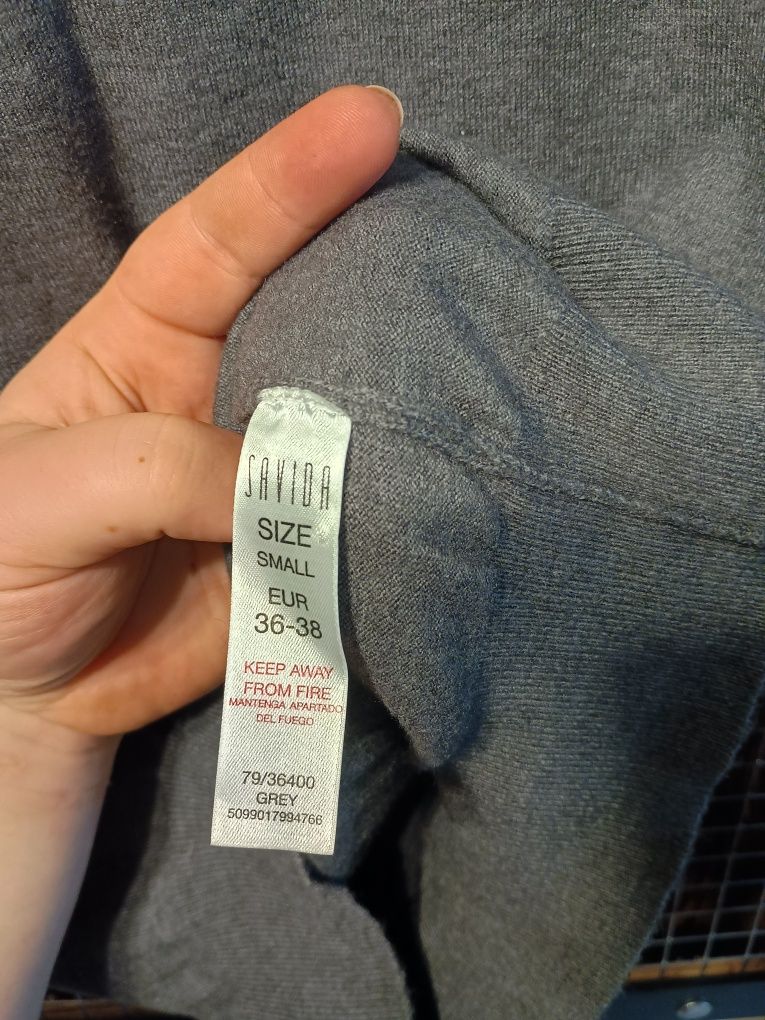 SAVIDA
SIZE
SMALL
EUR
36-38
KEEP AWAY
FROM FIRE
MANTENGA APARTADO
DEL FUEGO
79/36400
GREY
5099017994766